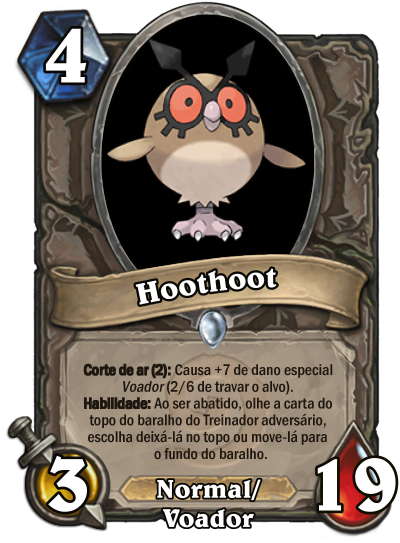 4
Hoothoot
Corte de ar (2): Causa +7 de dano especial
Voador (2/6 de travar o alvo).
Habilidade: Ao ser abatido, olhe a carta do
topo do baralho do Treinador adversário,
escolha deixá-lá no topo ou move-lá para
o fundo do baralho.
3
Normal/
Voador
19